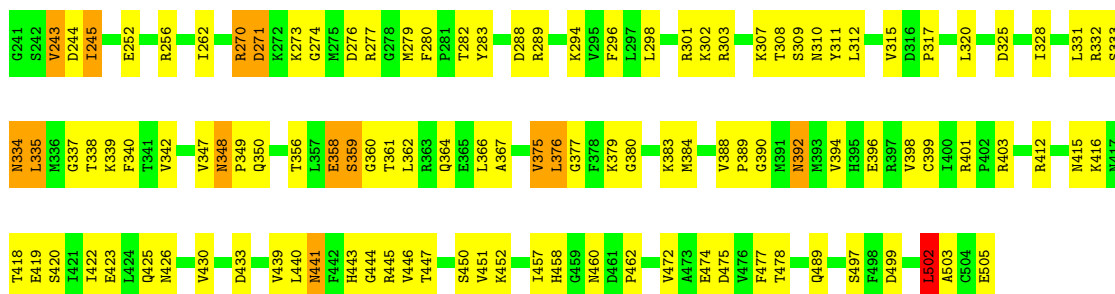 G241 S242 V243 D244 I245 E252 R256 I262 R270 D271 K272 K273 G274 M275 D276 R277 G278 M279 F280 P281 T282 Y283 D288 R289 K294 V295 F296 L297 L298 R301 K302 R303 K307 T308 S309 N310 Y311 L312 V315 D316 P317 L320 D325 I328 L331 R332 S333
N334 L335 M336 G337 T338 K339 F340 T341 V342 V347 N348 P349 Q350 T356 L357 E358 S359 G360 T361 L362 R363 Q364 E365 L366 A367 V375 L376 G377 F378 K379 G380 K383 M384 V388 P389 G390 M391 N392 M393 V394 H395 E396 R397 V398 C399 I400 R401 P402 R403 R412 N415 K416 N417
T418 E419 S420 I421 I422 E423 L424 Q425 N426 V430 D433 V439 L440 N441 F442 H443 G444 R445 V446 T447 S450 V451 K452 I457 H458 G459 N460 D461 P462 V472 A473 E474 D475 V476 F477 T478 Q489 S497 F498 D499 L502 A503 C504 E505